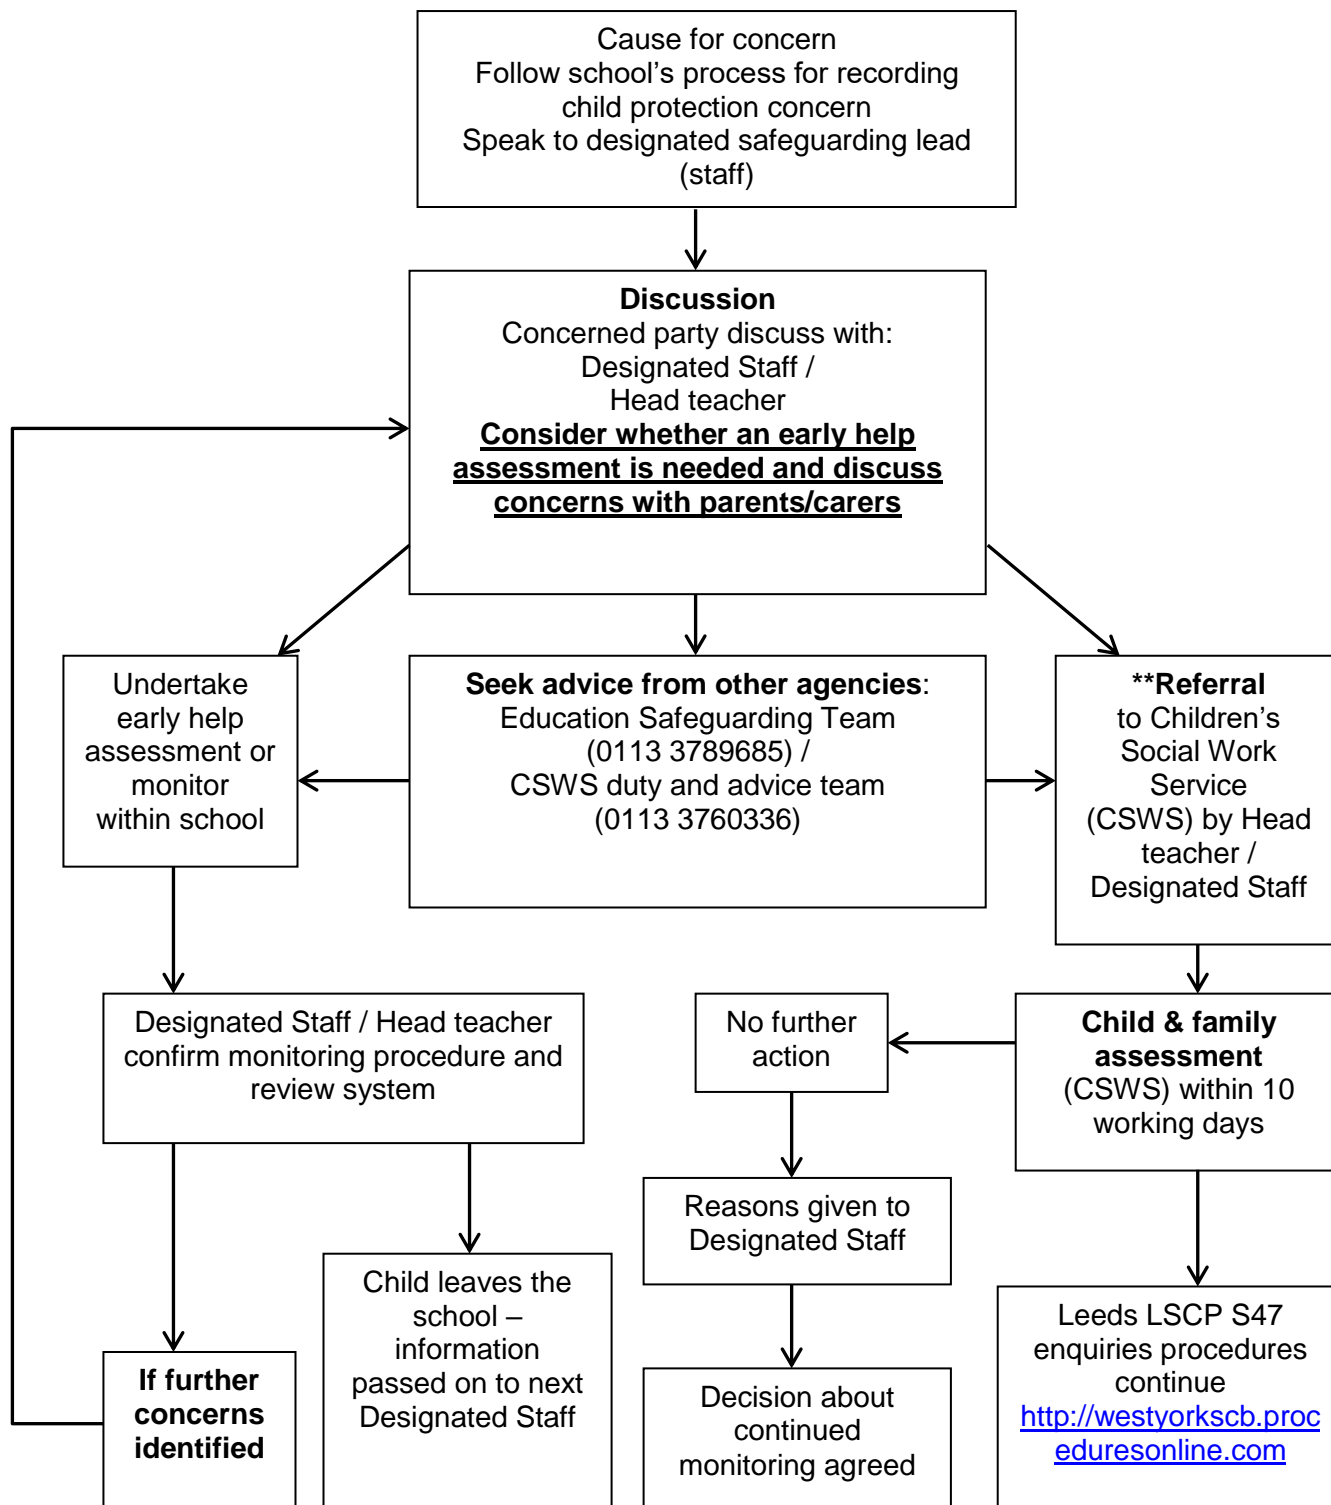 Cause for concern
Follow school’s process for recording
child protection concern
Speak to designated safeguarding lead
(staff)
Discussion
Concerned party discuss with:
Designated Staff /
Head teacher
Consider whether an early help
assessment is needed and discuss
concerns with parents/carers
Undertake
early help
assessment or
monitor
within school
Seek advice from other agencies:
Education Safeguarding Team
(0113 3789685) /
CSWS duty and advice team
(0113 3760336)
**Referral
to Children’s
Social Work
Service
(CSWS) by Head
teacher /
Designated Staff
Designated Staff / Head teacher
confirm monitoring procedure and
review system
No further
action
Child & family
assessment
(CSWS) within 10
working days
Reasons given to
Designated Staff
If further
concerns
identified
Child leaves the
school –
information
passed on to next
Designated Staff
Decision about
continued
monitoring agreed
Leeds LSCP S47
enquiries procedures
continue
http://westyorkscb.proc
eduresonline.com